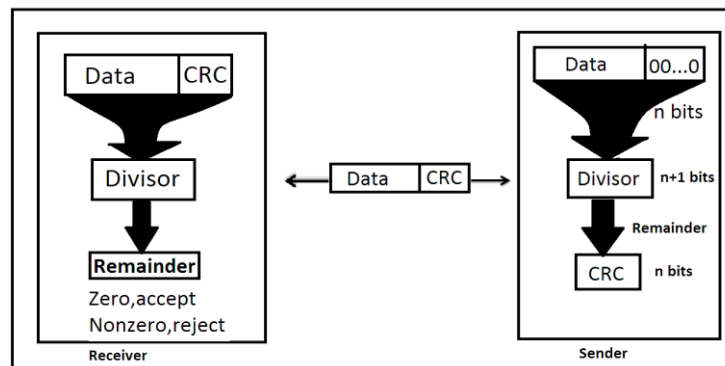 Data CRC
Divisor
Remainder
Zero,accept
Nonzero,reject
Receiver
Data CRC
Data 00...0
n bits
Divisor n+1 bits
Remainder
CRC n bits
Sender